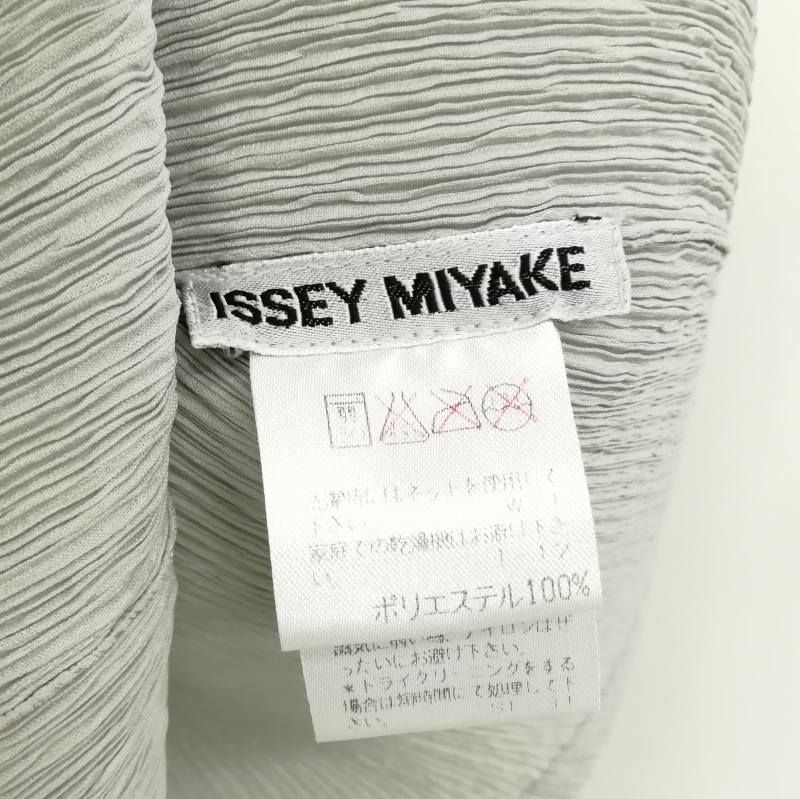 ISSEY MIYAKE
お洗濯時にはネットを使用して
下さい。 W-1
家庭での乾燥機はお避け下さ
い。 T-17
ポリエステル100%
熱気に弱い為、アイロンはぜ
ったいにお避け下さい。
*ドライクリーニングをする
場合は短時間にて処理して下
さい。